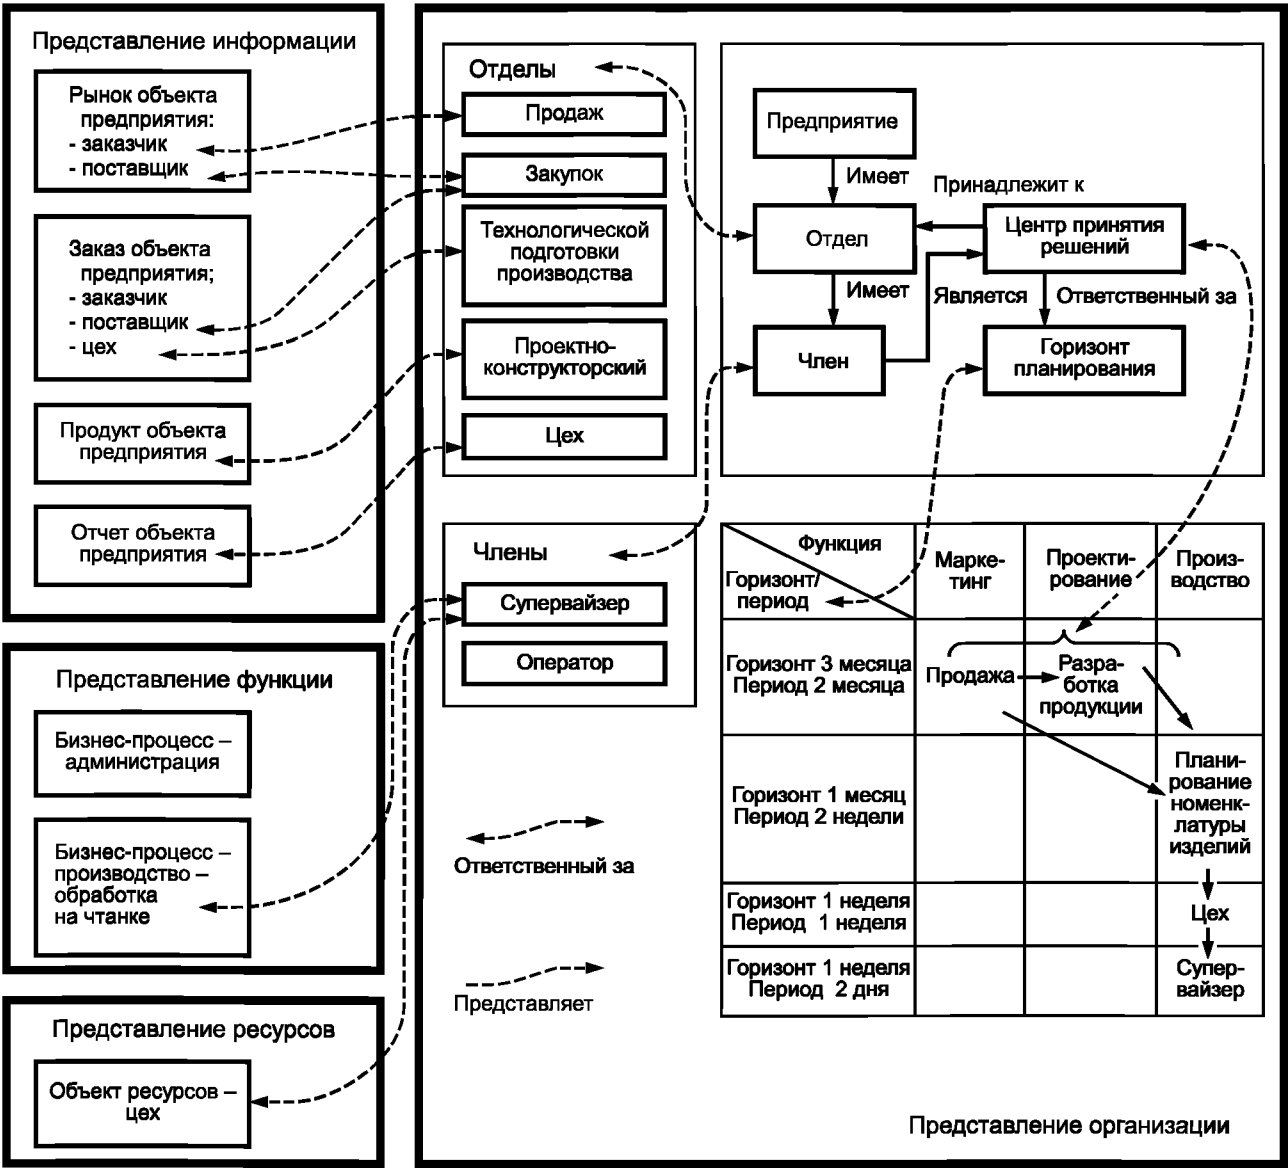 Представление информации
Рынок объекта
предприятия:
- заказчик
- поставщик
Заказ объекта
предприятия;
- заказчик
- поставщик
- цех
Продукт объекта
предприятия
Отчет объекта
предприятия
Представление функции
Бизнес-процесс –
администрация
Бизнес-процесс –
производство –
обработка
на чтанке
Представление ресурсов
Объект ресурсов –
цех
Отделы
Продаж
Закупок
Технологической
подготовки
производства
Проектно-
конструкторский
Цех
Члены
Супервайзер
Оператор
Ответственный за
Представляет
Предприятие
Имеет
Отдел
Имеет
Член
Принадлежит к
Центр принятия
решений
Является
Ответственный за
Горизонт
планирования
Функция
Горизонт/
период
Марке-
тинг
Проекти-
рование
Произ-
водство
Горизонт 3 месяца
Период 2 месяца
Продажа
Разра-
ботка
продукции
Горизонт 1 месяц
Период 2 недели
Плани-
рование
номенк-
латуры
изделий
Горизонт 1 неделя
Период 1 неделя
Цех
Горизонт 1 неделя
Период 2 дня
Супер-
вайзер
Представление организации